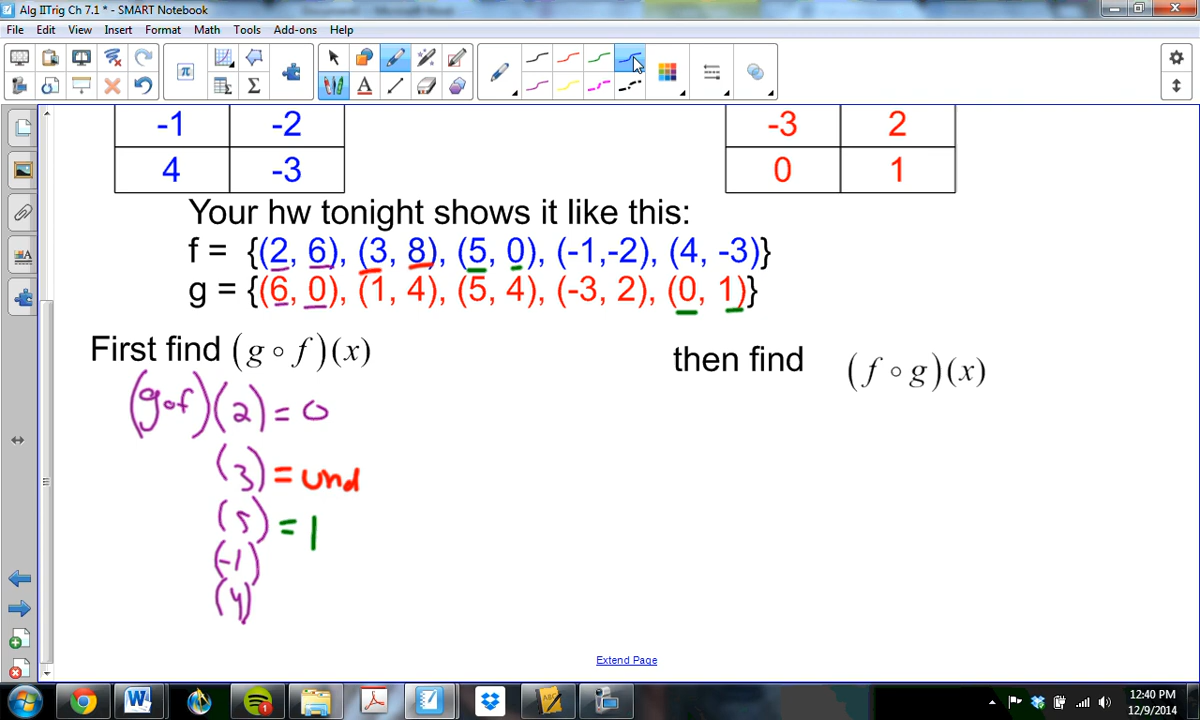 Alg IITrig Ch 7.1 * - SMART Notebook
File Edit View Insert Format Math Tools Add-ons Help
-1 -2
4 -3
-3 2
0 1
Your hw tonight shows it like this:
f = {(2, 6), (3, 8), (5, 0), (-1,-2), (4, -3)}
g = {(6, 0), (1, 4), (5, 4), (-3, 2), (0, 1)}
First find (g ∘ f)(x)
then find (f ∘ g)(x)
(g∘f)(2) = 0
(3) = und
(5) = 1
(-1)
(4)
Extend Page
12:40 PM
12/9/2014